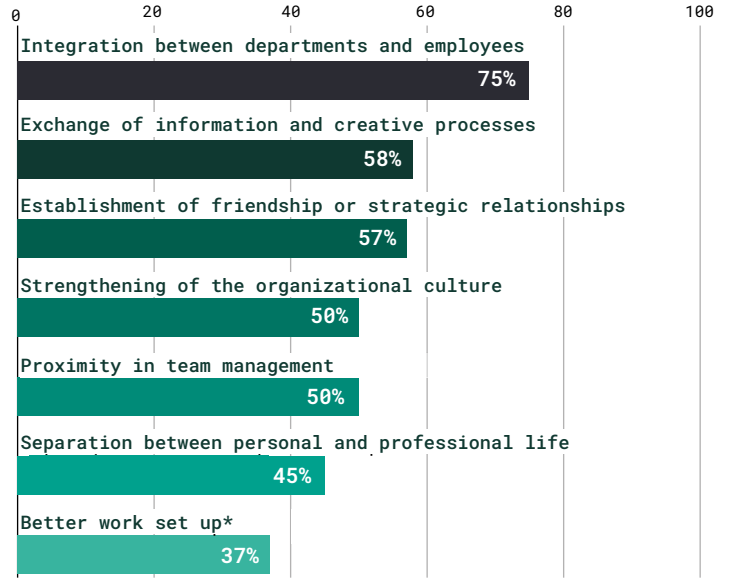 0 20 40 60 80 100
Integration between departments and employees
75%
Exchange of information and creative processes
58%
Establishment of friendship or strategic relationships
57%
Strengthening of the organizational culture
50%
Proximity in team management
50%
Separation between personal and professional life
45%
Better work set up*
37%